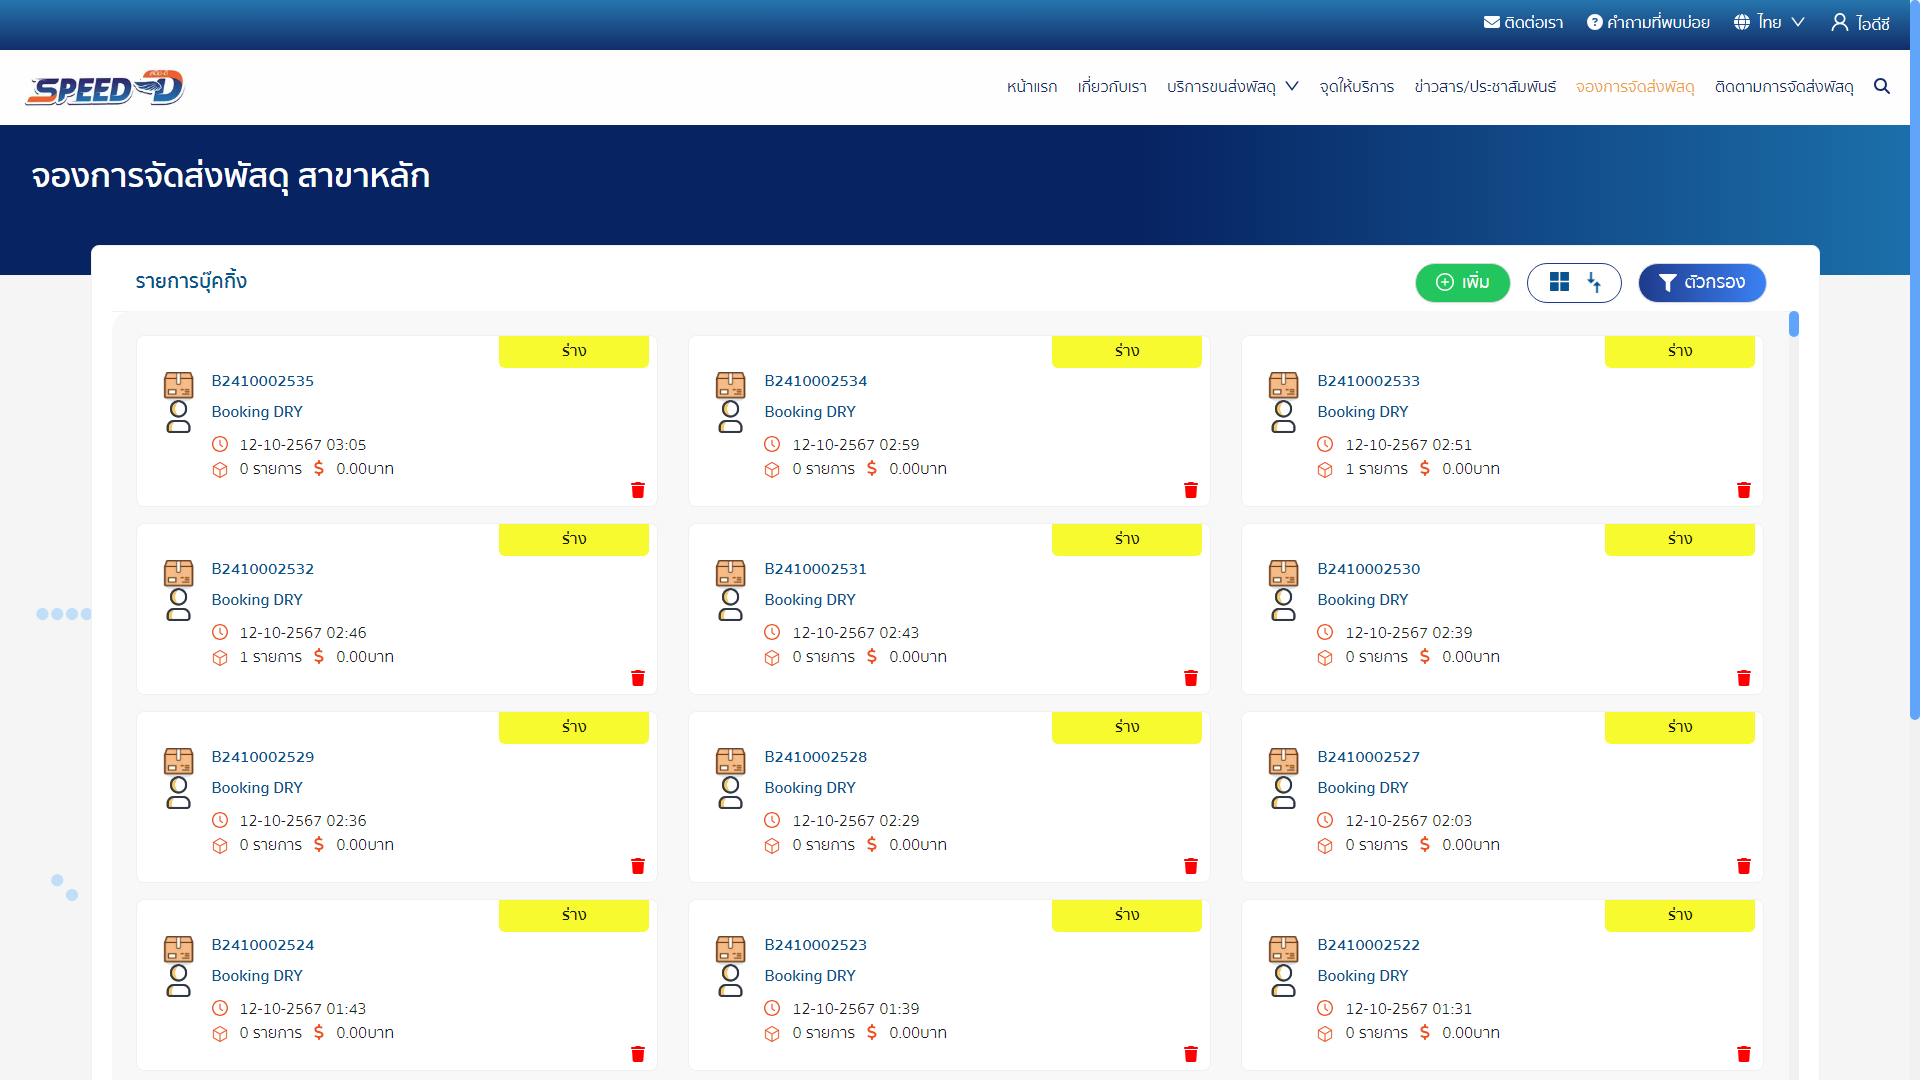 ติดต่อเรา คำถามที่พบบ่อย ไทย ไอดีซี
SPEED-D
หน้าแรก เกี่ยวกับเรา บริการขนส่งพัสดุ จุดให้บริการ ข่าวสาร/ประชาสัมพันธ์ จองการจัดส่งพัสดุ ติดตามการจัดส่งพัสดุ
จองการจัดส่งพัสดุ สาขาหลัก
รายการบุ๊คกิ้ง เพิ่ม ตัวกรอง
ร่าง ร่าง ร่าง
B2410002535 B2410002534 B2410002533
Booking DRY Booking DRY Booking DRY
12-10-2567 03:05 12-10-2567 02:59 12-10-2567 02:51
0 รายการ $ 0.00บาท 0 รายการ $ 0.00บาท 1 รายการ $ 0.00บาท
ร่าง ร่าง ร่าง
B2410002532 B2410002531 B2410002530
Booking DRY Booking DRY Booking DRY
12-10-2567 02:46 12-10-2567 02:43 12-10-2567 02:39
1 รายการ $ 0.00บาท 0 รายการ $ 0.00บาท 0 รายการ $ 0.00บาท
ร่าง ร่าง ร่าง
B2410002529 B2410002528 B2410002527
Booking DRY Booking DRY Booking DRY
12-10-2567 02:36 12-10-2567 02:29 12-10-2567 02:03
0 รายการ $ 0.00บาท 0 รายการ $ 0.00บาท 0 รายการ $ 0.00บาท
ร่าง ร่าง ร่าง
B2410002524 B2410002523 B2410002522
Booking DRY Booking DRY Booking DRY
12-10-2567 01:43 12-10-2567 01:39 12-10-2567 01:31
0 รายการ $ 0.00บาท 0 รายการ $ 0.00บาท 0 รายการ $ 0.00บาท